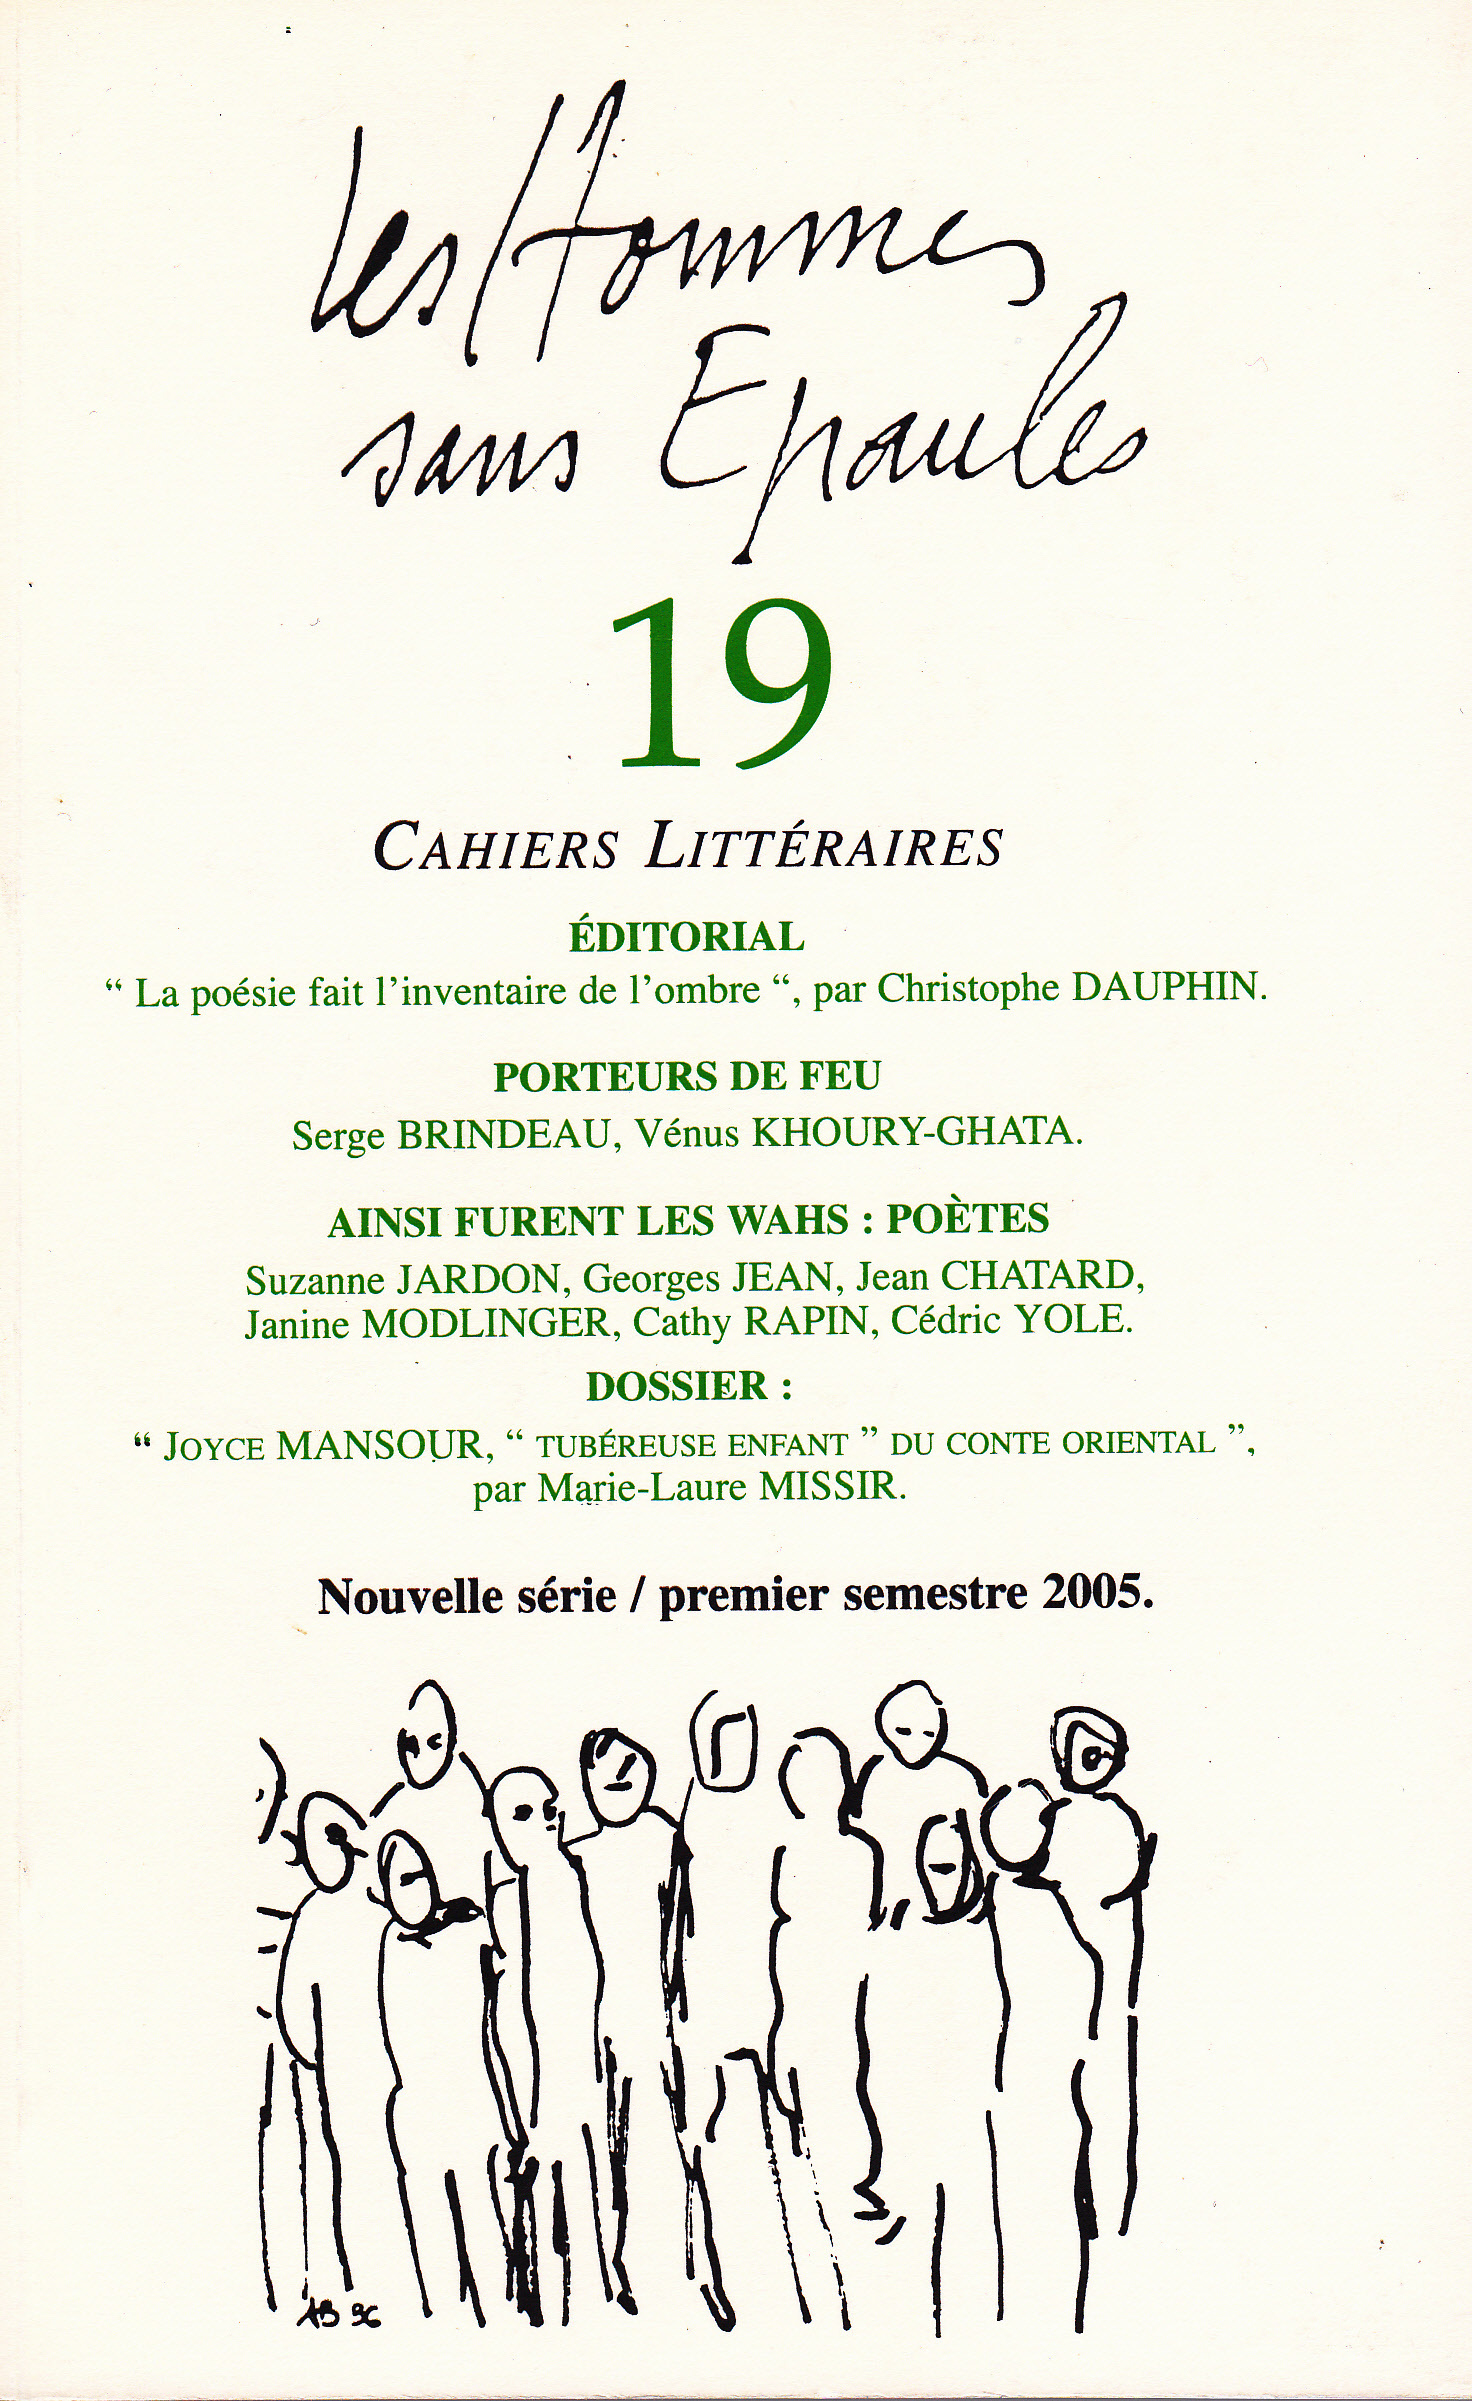 Les Hommes
sans Epaules
19
CAHIERS LITTÉRAIRES
ÉDITORIAL
“ La poésie fait l’inventaire de l’ombre “, par Christophe DAUPHIN.
PORTEURS DE FEU
Serge BRINDEAU, Vénus KHOURY-GHATA.
AINSI FURENT LES WAHS : POÈTES
Suzanne JARDON, Georges JEAN, Jean CHATARD,
Janine MODLINGER, Cathy RAPIN, Cédric YOLE.
DOSSIER :
“ JOYCE MANSOUR, “ TUBÉREUSE ENFANT ” DU CONTE ORIENTAL ”,
par Marie-Laure MISSIR.
Nouvelle série / premier semestre 2005.
AB 96